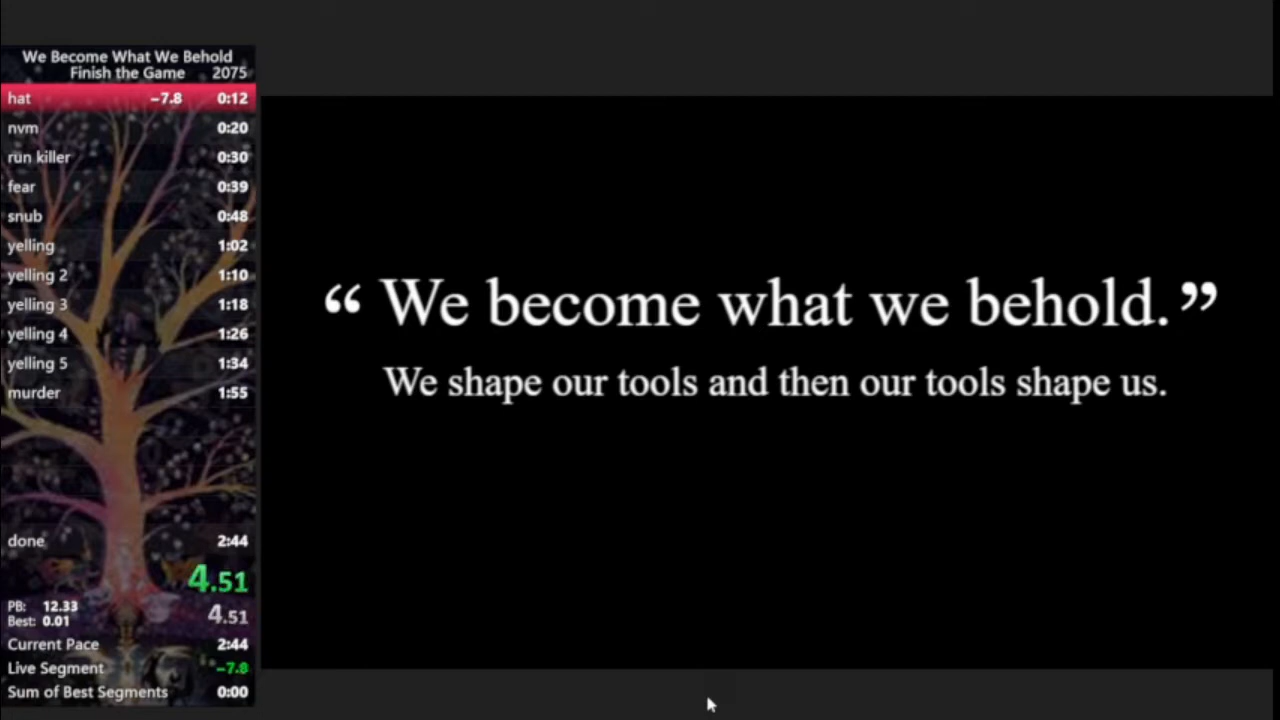 We Become What We Behold
Finish the Game 2075
hat −7.8 0:12
nvm 0:20
run killer 0:30
fear 0:39
snub 0:48
yelling 1:02
yelling 2 1:10
yelling 3 1:18
yelling 4 1:26
yelling 5 1:34
murder 1:55
done 2:44
4.51
PB: 12.33
Best: 0.01
4.51
Current Pace 2:44
Live Segment −7.8
Sum of Best Segments 0:00
“ We become what we behold. ”
We shape our tools and then our tools shape us.